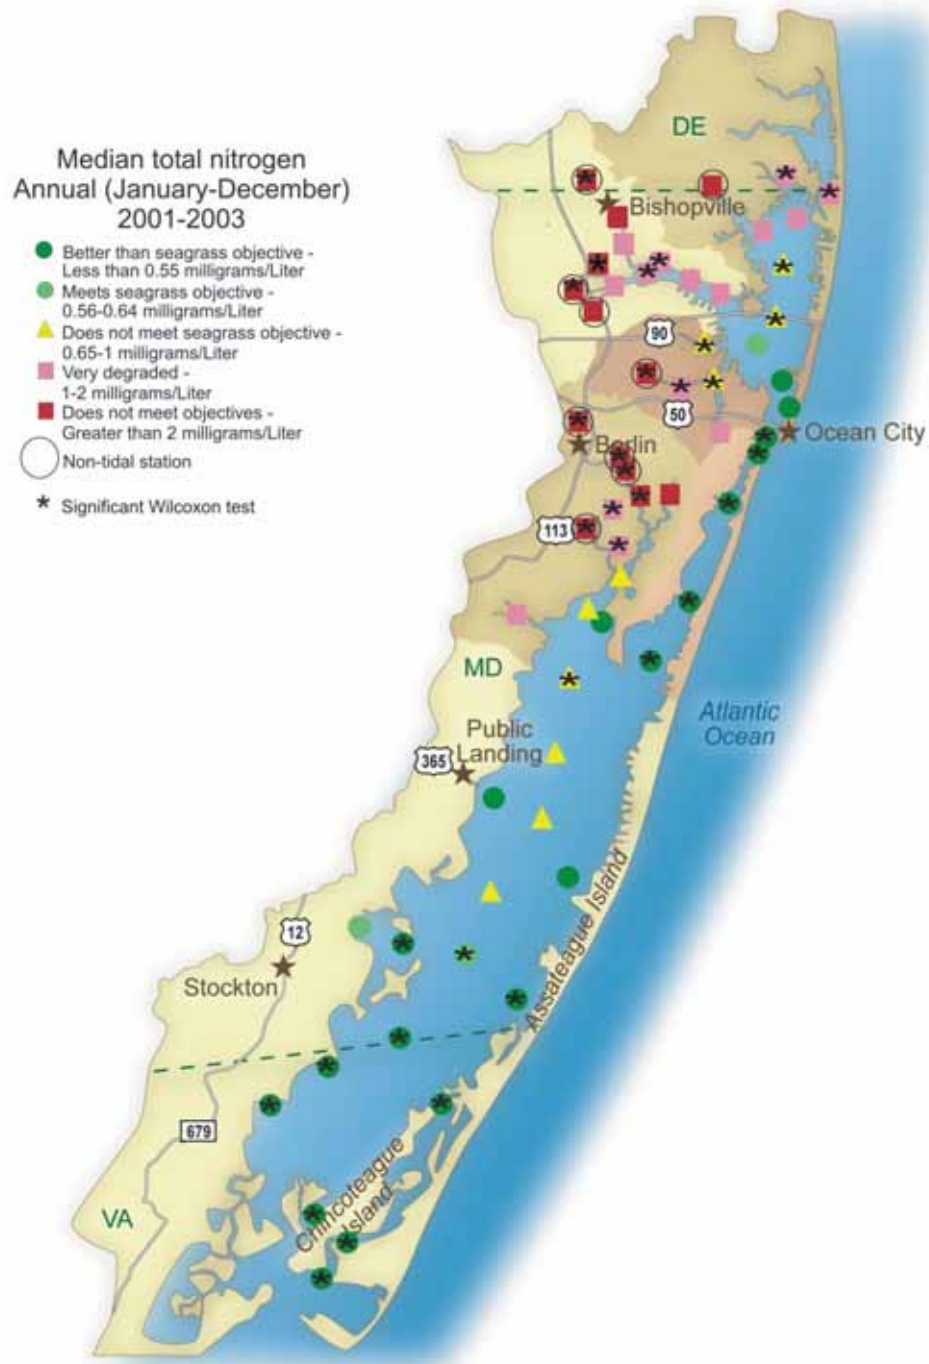 Median total nitrogen
Annual (January-December)
2001-2003
Better than seagrass objective -
Less than 0.55 milligrams/Liter
Meets seagrass objective -
0.56-0.64 milligrams/Liter
Does not meet seagrass objective -
0.65-1 milligrams/Liter
Very degraded -
1-2 milligrams/Liter
Does not meet objectives -
Greater than 2 milligrams/Liter
Non-tidal station
* Significant Wilcoxon test
DE
Bishopville
90
50
Ocean City
Berlin
113
MD
Atlantic
Ocean
Public
Landing
365
Assateague Island
12
Stockton
679
Chincoteague
Island
VA